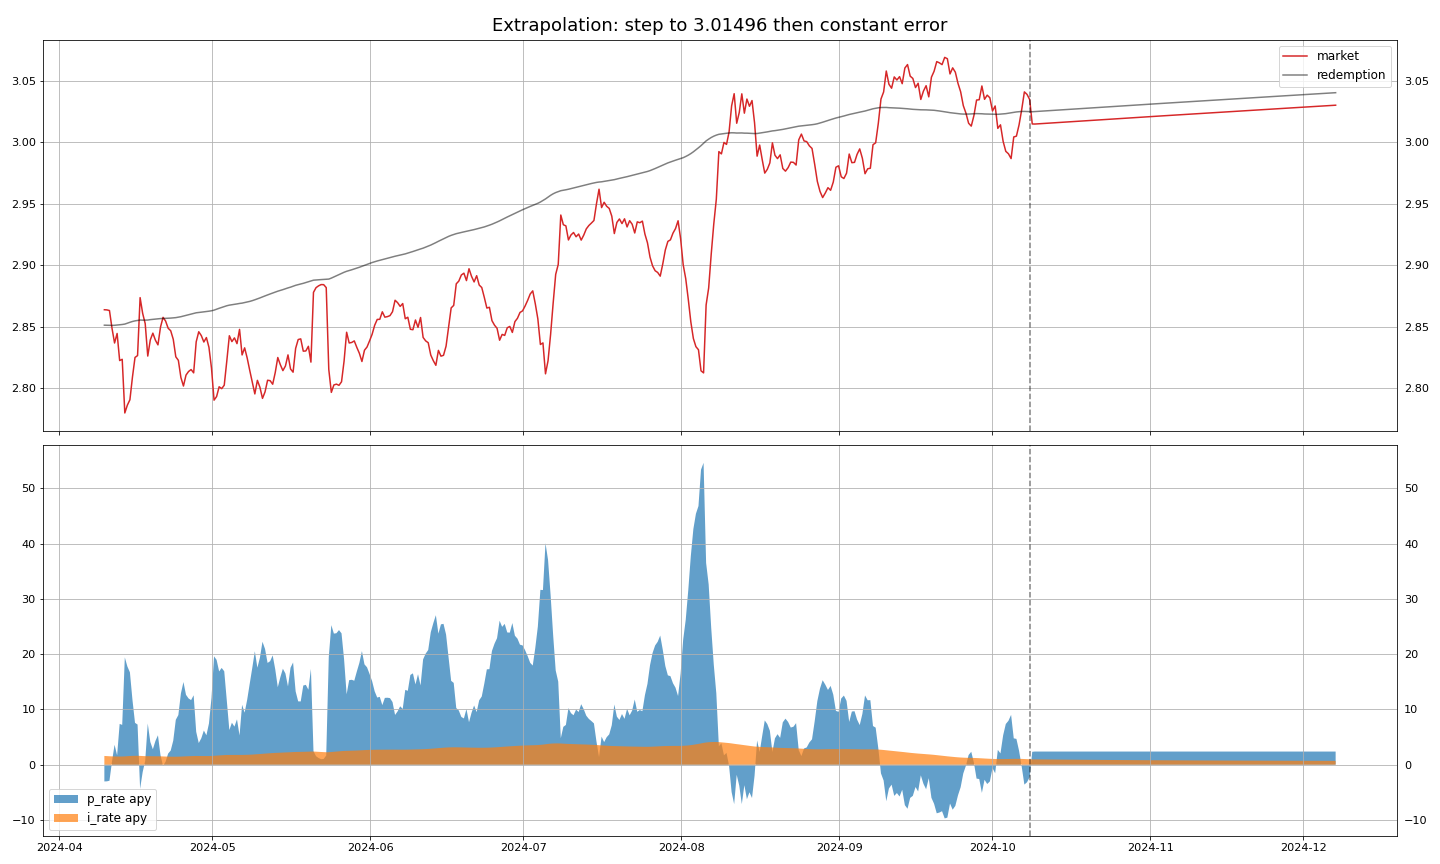 Extrapolation: step to 3.01496 then constant error
market
redemption
3.05 3.05
3.00 3.00
2.95 2.95
2.90 2.90
2.85 2.85
2.80 2.80
50 50
40 40
30 30
20 20
10 10
0 0
−10 −10
p_rate apy
i_rate apy
2024-04 2024-05 2024-06 2024-07 2024-08 2024-09 2024-10 2024-11 2024-12